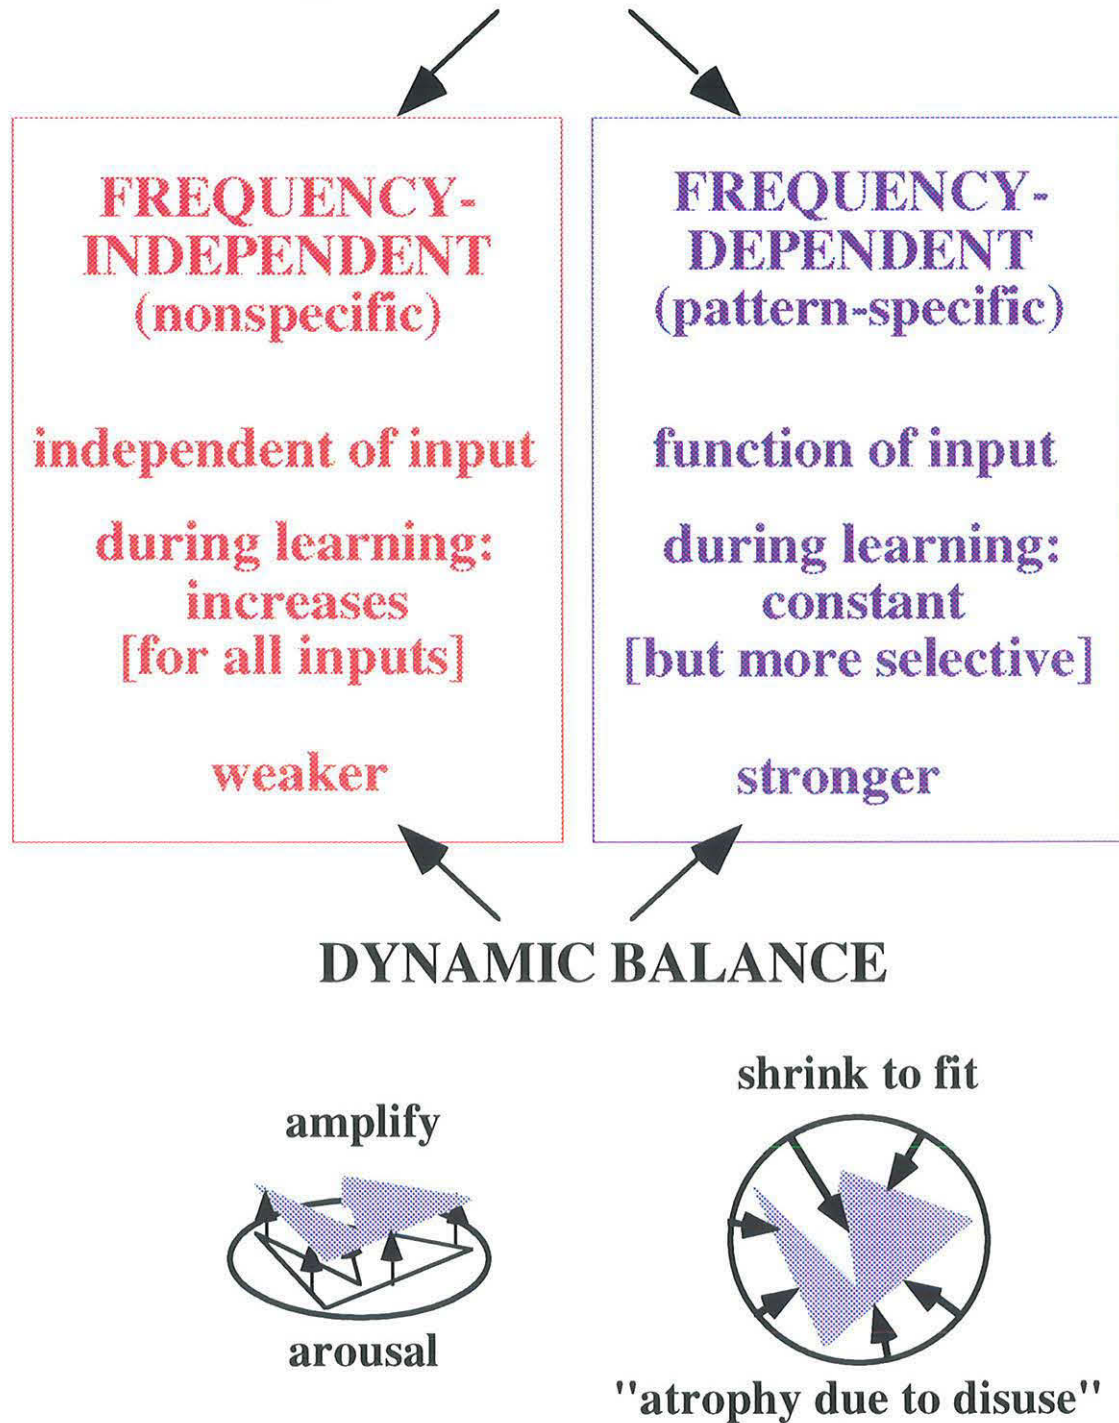 FREQUENCY-
INDEPENDENT
(nonspecific)
independent of input
during learning:
increases
[for all inputs]
weaker
FREQUENCY-
DEPENDENT
(pattern-specific)
function of input
during learning:
constant
[but more selective]
stronger
DYNAMIC BALANCE
amplify
arousal
shrink to fit
"atrophy due to disuse"